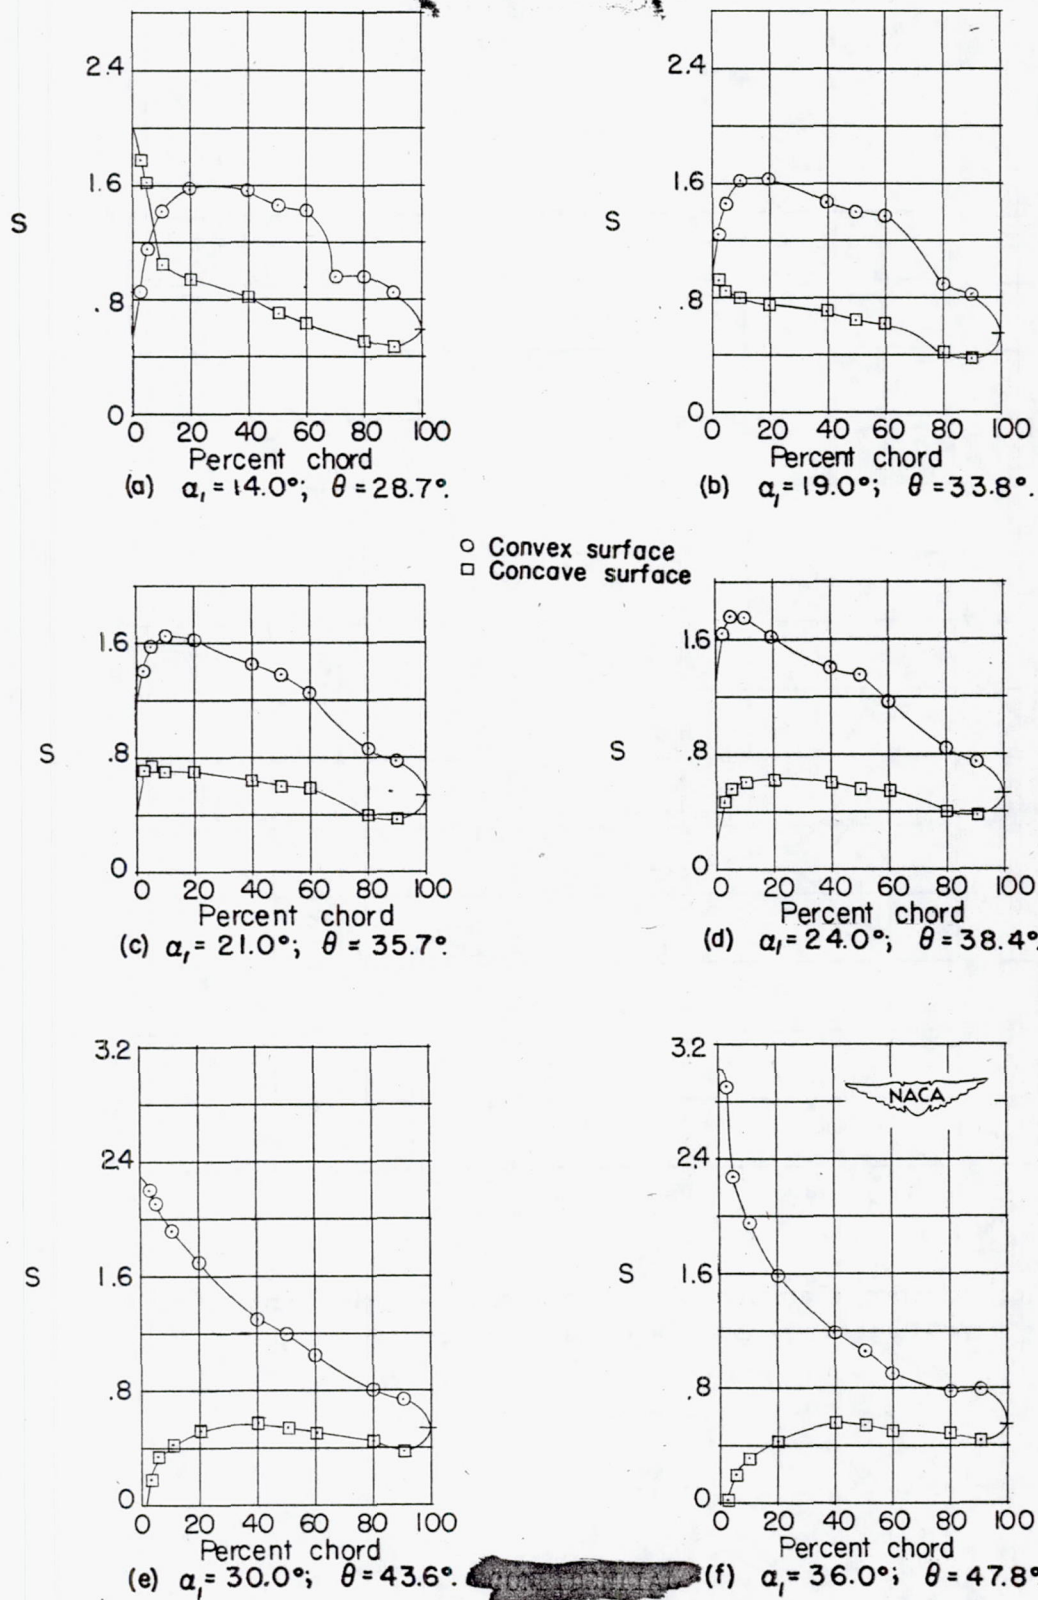 2.4
1.6
S
.8
0
0 20 40 60 80 100
Percent chord
(a) α₁ = 14.0°; θ = 28.7°.
2.4
1.6
S
.8
0
0 20 40 60 80 100
Percent chord
(b) α₁ = 19.0°; θ = 33.8°.
Convex surface
Concave surface
1.6
S
.8
0
0 20 40 60 80 100
Percent chord
(c) α₁ = 21.0°; θ = 35.7°.
1.6
S
.8
0
0 20 40 60 80 100
Percent chord
(d) α₁ = 24.0°; θ = 38.4°.
3.2
2.4
1.6
S
.8
0
0 20 40 60 80 100
Percent chord
(e) α₁ = 30.0°; θ = 43.6°.
3.2
NACA
2.4
1.6
S
.8
0
0 20 40 60 80 100
Percent chord
(f) α₁ = 36.0°; θ = 47.8°